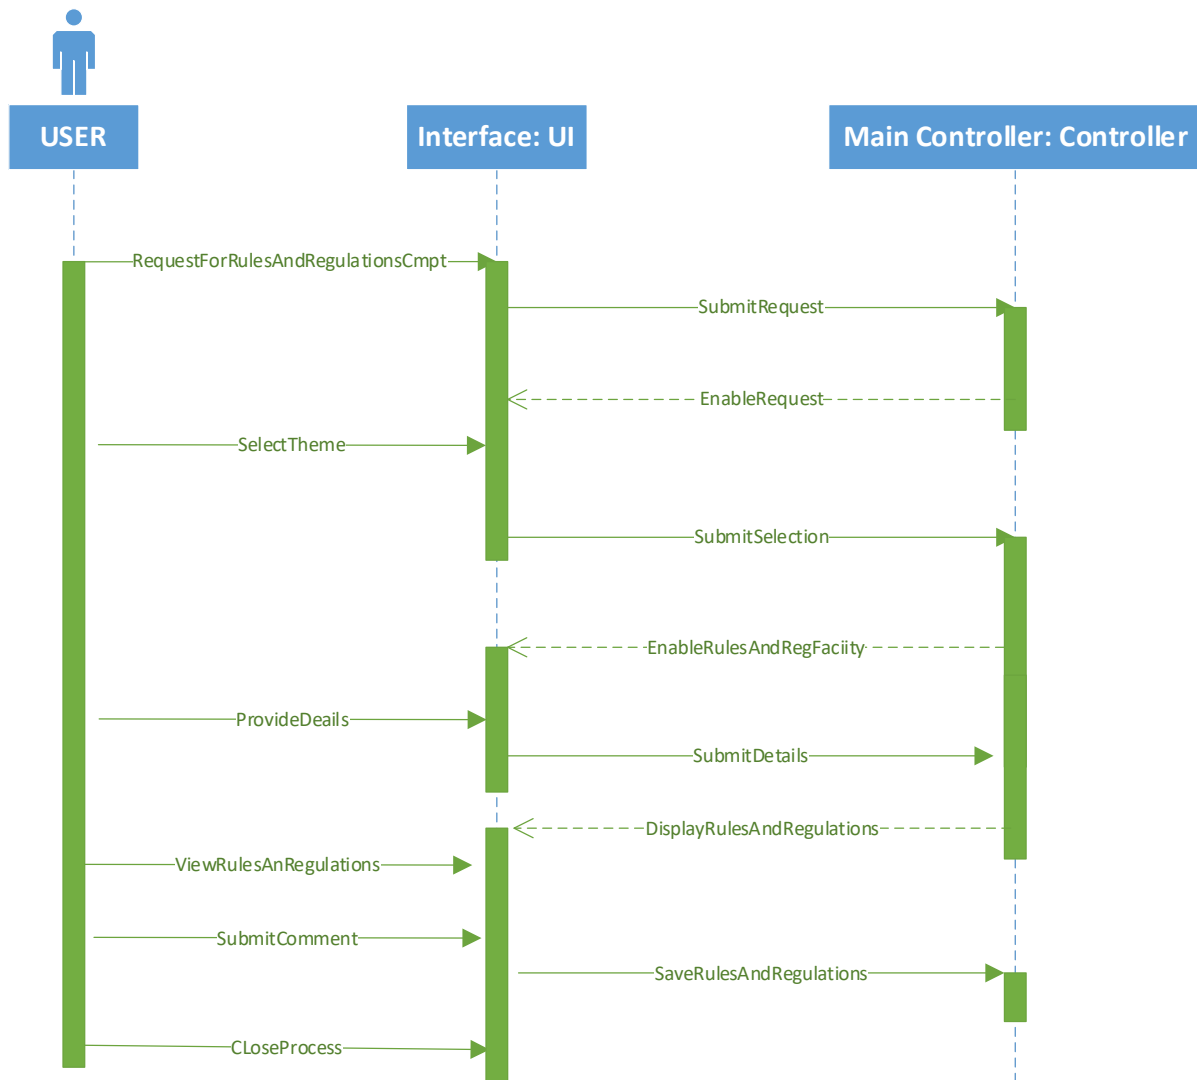 USER
Interface: UI
Main Controller: Controller
RequestForRulesAndRegulationsCmpt
SubmitRequest
EnableRequest
SelectTheme
SubmitSelection
EnableRulesAndRegFaciity
ProvideDeails
SubmitDetails
DisplayRulesAndRegulations
ViewRulesAnRegulations
SubmitComment
SaveRulesAndRegulations
CLoseProcess